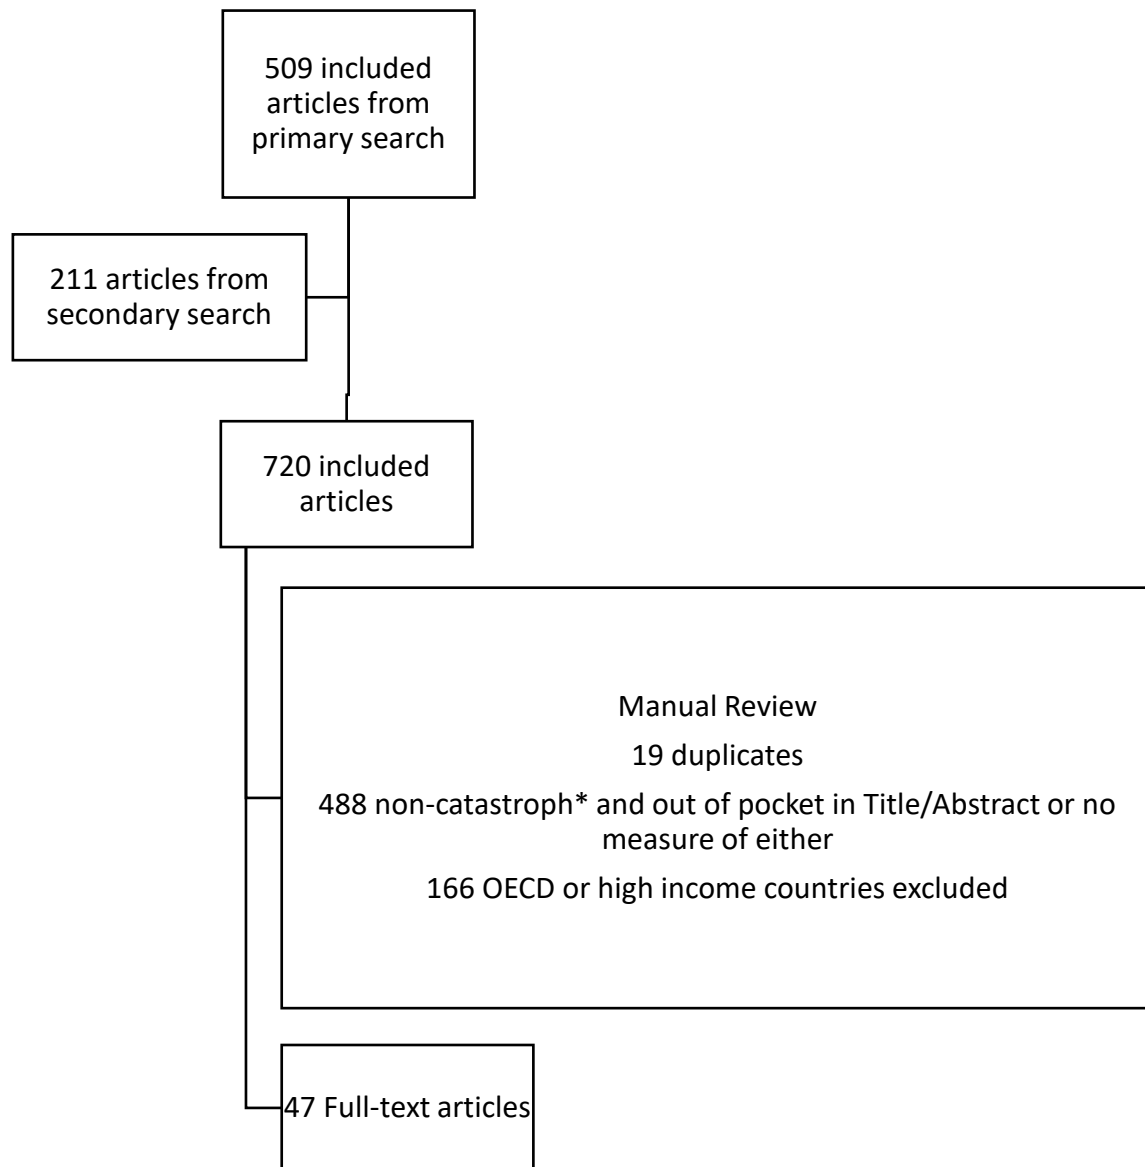 509 included
articles from
primary search
211 articles from
secondary search
720 included
articles
Manual Review
19 duplicates
488 non-catastroph* and out of pocket in Title/Abstract or no
measure of either
166 OECD or high income countries excluded
47 Full-text articles